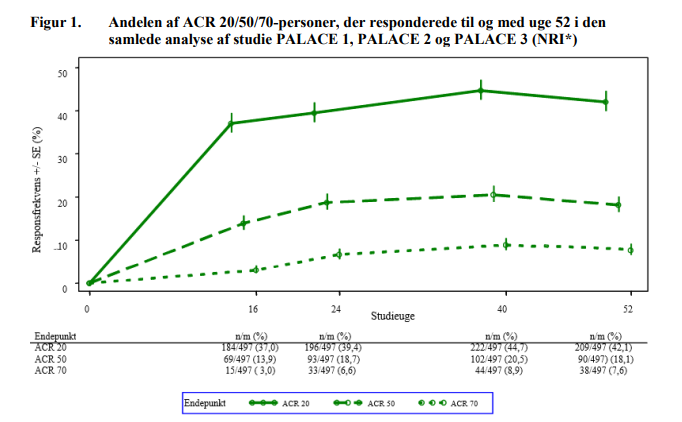 Figur 1. Andelen af ACR 20/50/70-personer, der responderede til og med uge 52 i den
samlede analyse af studie PALACE 1, PALACE 2 og PALACE 3 (NRI*)
Responsfrekvens +/- SE (%)
50
40
30
20
.10
0
0 16 24 40 52
Studieuge
Endepunkt n/m (%) n/m (%) n/m (%) n/m (%)
ACR 20 184/497 (37,0) 196/497 (39,4) 222/497 (44,7) 209/497 (42,1)
ACR 50 69/497 (13,9) 93/497 (18,7) 102/497 (20,5) 90/497) (18,1)
ACR 70 15/497 ( 3,0) 33/497 (6,6) 44/497 (8,9) 38/497 (7,6)
Endepunkt ACR 20 ACR 50 ACR 70